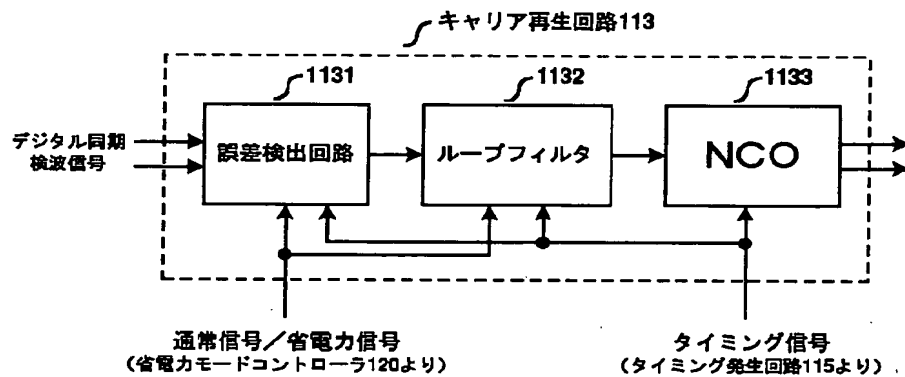 キャリア再生回路113
1131
1132
1133
デジタル同期
検波信号
誤差検出回路
ループフィルタ
NCO
通常信号／省電力信号
（省電力モードコントローラ120より）
タイミング信号
（タイミング発生回路115より）